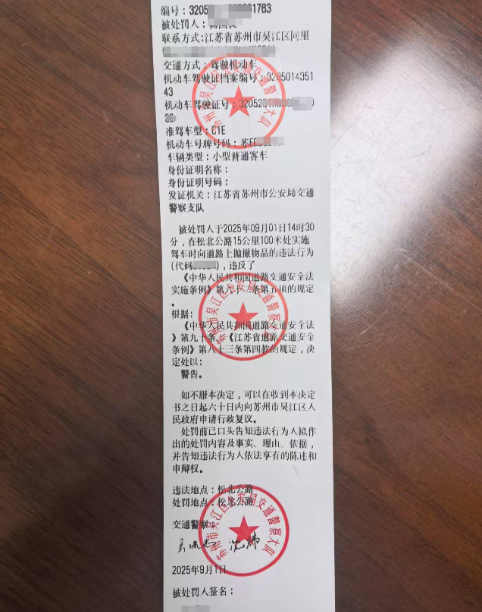 编号：3205 1763
被处罚人：
联系方式:江苏省苏州市吴江区同里
交通方式：驾驶机动车
机动车驾驶证档案编号：3205014351
43
机动车驾驶证号：3205
准驾车型：C1E
机动车号牌号码：苏E
车辆类型：小型普通客车
身份证明名称：
身份证明号码：
发证机关：江苏省苏州市公安局交通
警察支队
被处罚人于2025年09月01日14时30
分，在松北公路15公里100米处实施
驾车时向道路上抛撒物品的违法行为
(代码 )，违反了
《中华人民共和国道路交通安全法
实施条例》第六十 条第五项的规定
。
根据：
《中华人民共和国道路交通安全法
》第九十条、《江苏省道路交通安全
条例》第八十三条第四款的规定，决
定处以：
警告。
如不服本决定，可以在收到本决定
书之日起六十日内向苏州市吴江区人
民政府申请行政复议。
处罚前已口头告知违法行为人拟作
出的处罚内容及事实、理由、依据，
并告知违法行为人依法享有的陈述和
申辩权。
违法地点：松北公路
处罚地点：松北公路
交通警察：
2025年9月1日
被处罚人签名：